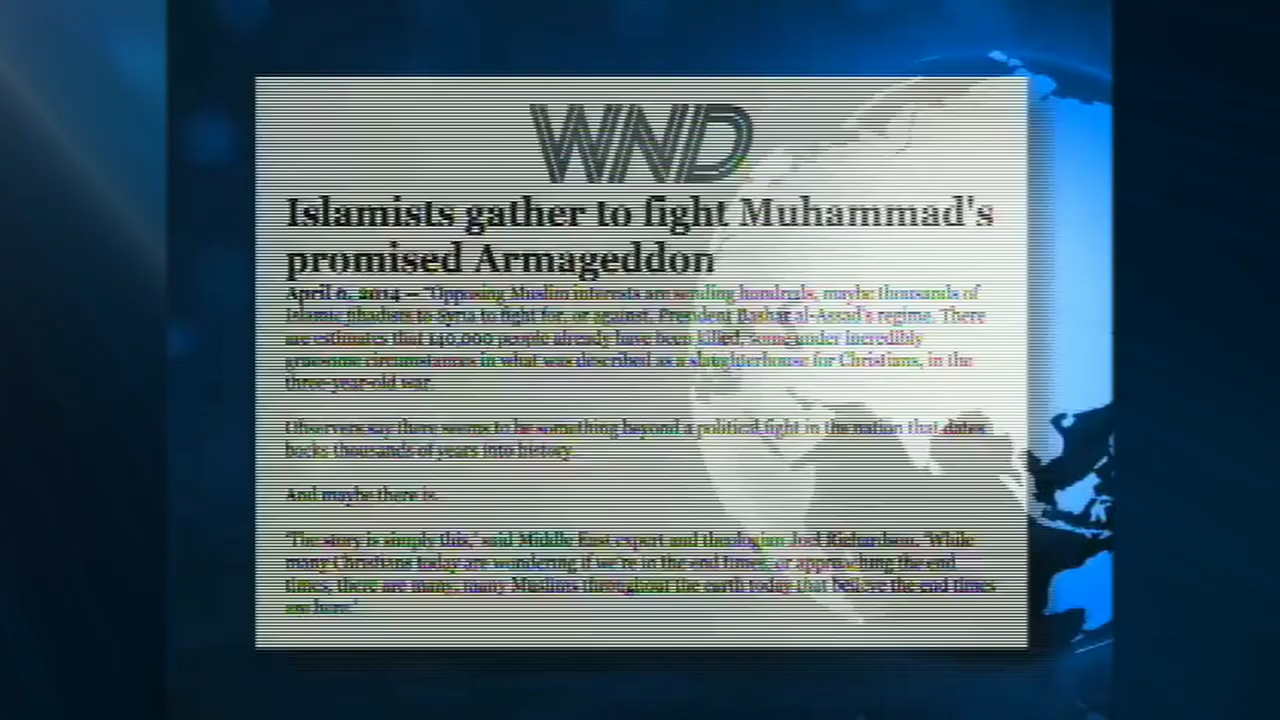 WND
Islamists gather to fight Muhammad's
promised Armageddon
April 6, 2014 – "Opposing Muslim interests are sending hundreds, maybe thousands of
Islamic jihadists to Syria to fight for, or against, President Bashar al-Assad's regime. There
are estimates that 140,000 people already have been killed, some under incredibly
gruesome circumstances in what was described as a slaughterhouse for Christians, in the
three-year-old war.
Observers say there seems to be something beyond a political fight in the nation that dates
backs thousands of years into history.
And maybe there is.
'The story is simply this,' said Middle East expert and theologian Joel Richardson. 'While
many Christians today are wondering if we're in the end times or approaching the end
times, there are many, many Muslims throughout the earth today that believe the end times
are here.'